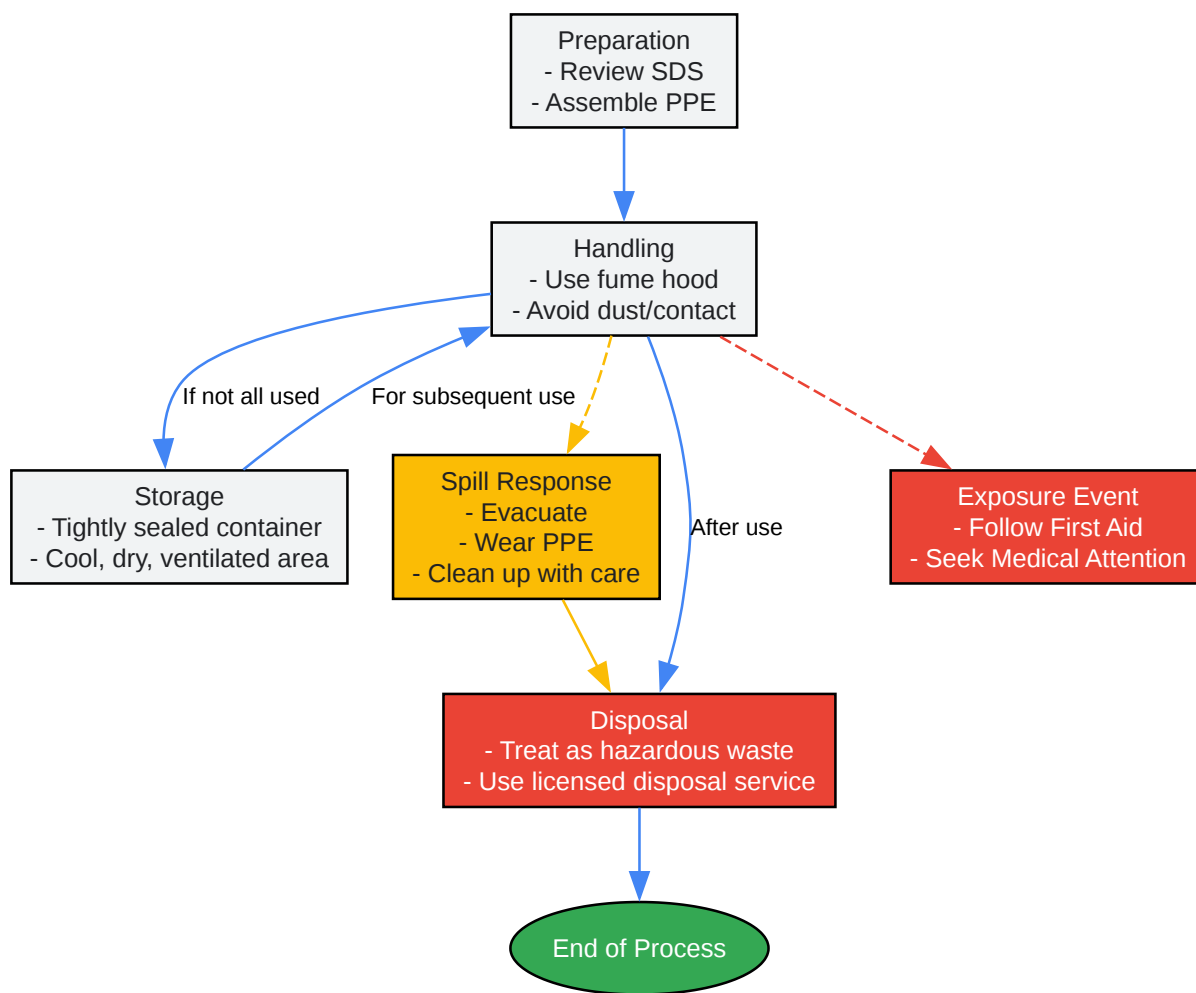 Preparation
- Review SDS
- Assemble PPE
Handling
- Use fume hood
- Avoid dust/contact
If not all used
For subsequent use
Storage
- Tightly sealed container
- Cool, dry, ventilated area
Spill Response
- Evacuate
- Wear PPE
- Clean up with care
After use
Exposure Event
- Follow First Aid
- Seek Medical Attention
Disposal
- Treat as hazardous waste
- Use licensed disposal service
End of Process